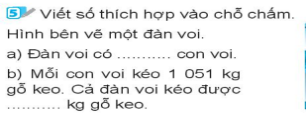 5 Viết số thích hợp vào chỗ chấm.
Hình bên vẽ một đàn voi.
a) Đàn voi có ........... con voi.
b) Mỗi con voi kéo 1 051 kg
gỗ keo. Cả đàn voi kéo được
........... kg gỗ keo.